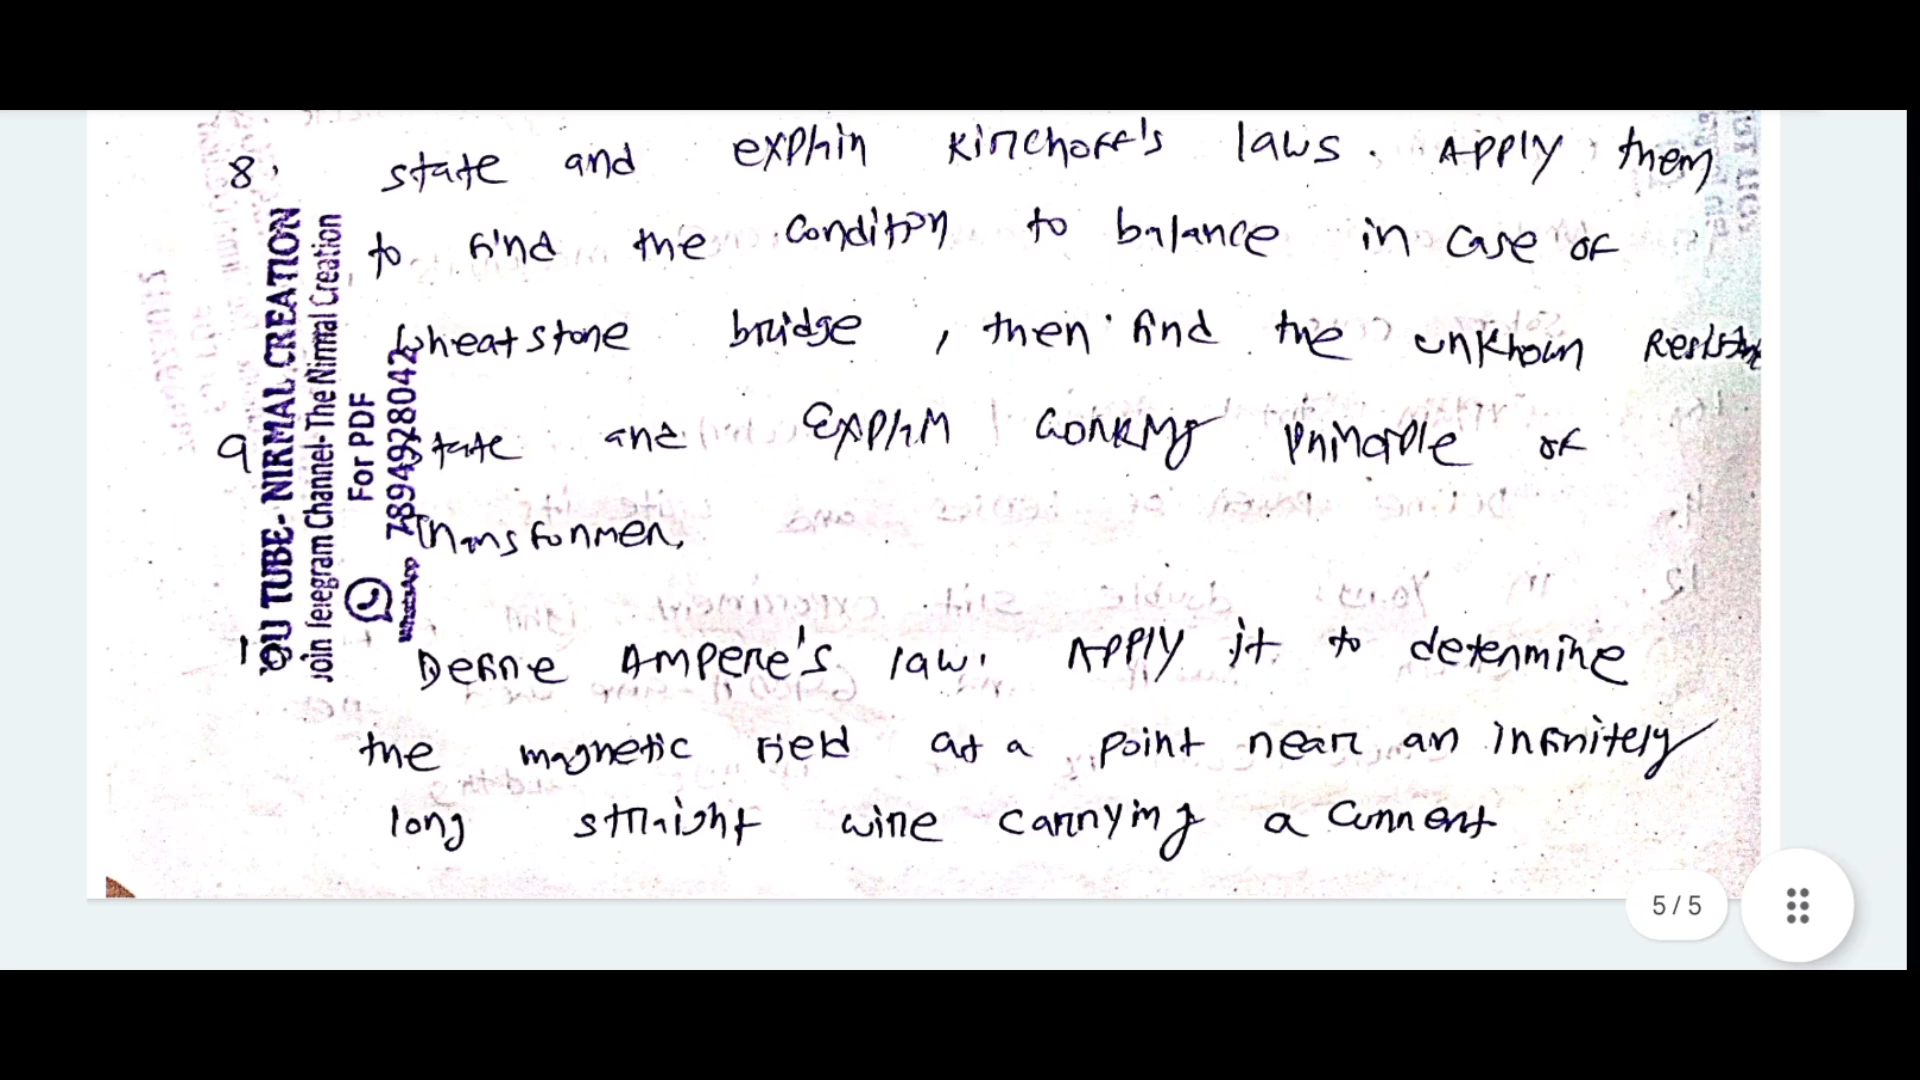 8. state and explain Kirchoff's laws. Apply them
to find the condition to balance in case of
wheatstone bridge, then find the unknown Resistance
9 State and Explain working principle of
Transformer.
10 Define Ampere's law. Apply it to determine
the magnetic field at a point near an infinitely
long straight wire carrying a current
YOU TUBE- NIRMAL CREATION
Join Telegram Channel- The Nirmal Creation
For PDF
WhatsApp 7894928042
5 / 5